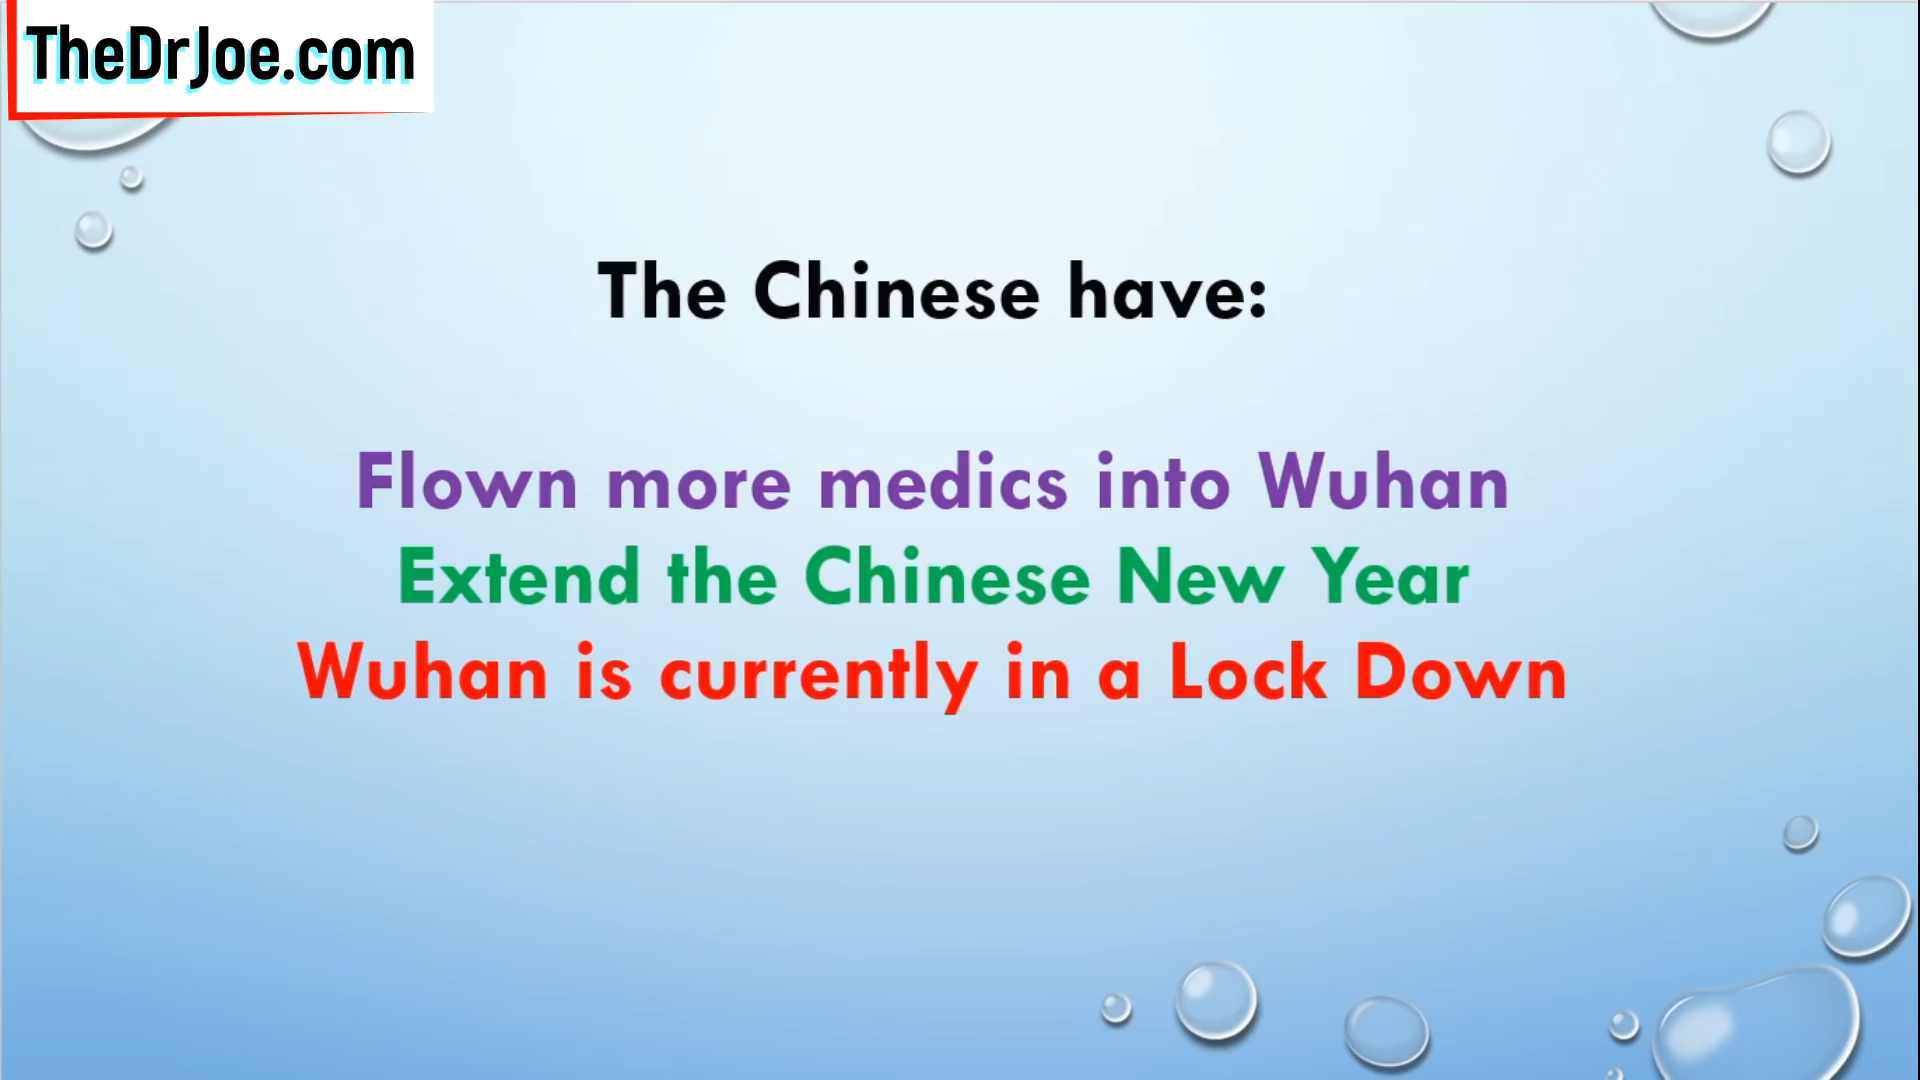 TheDrJoe.com
The Chinese have:
Flown more medics into Wuhan
Extend the Chinese New Year
Wuhan is currently in a Lock Down